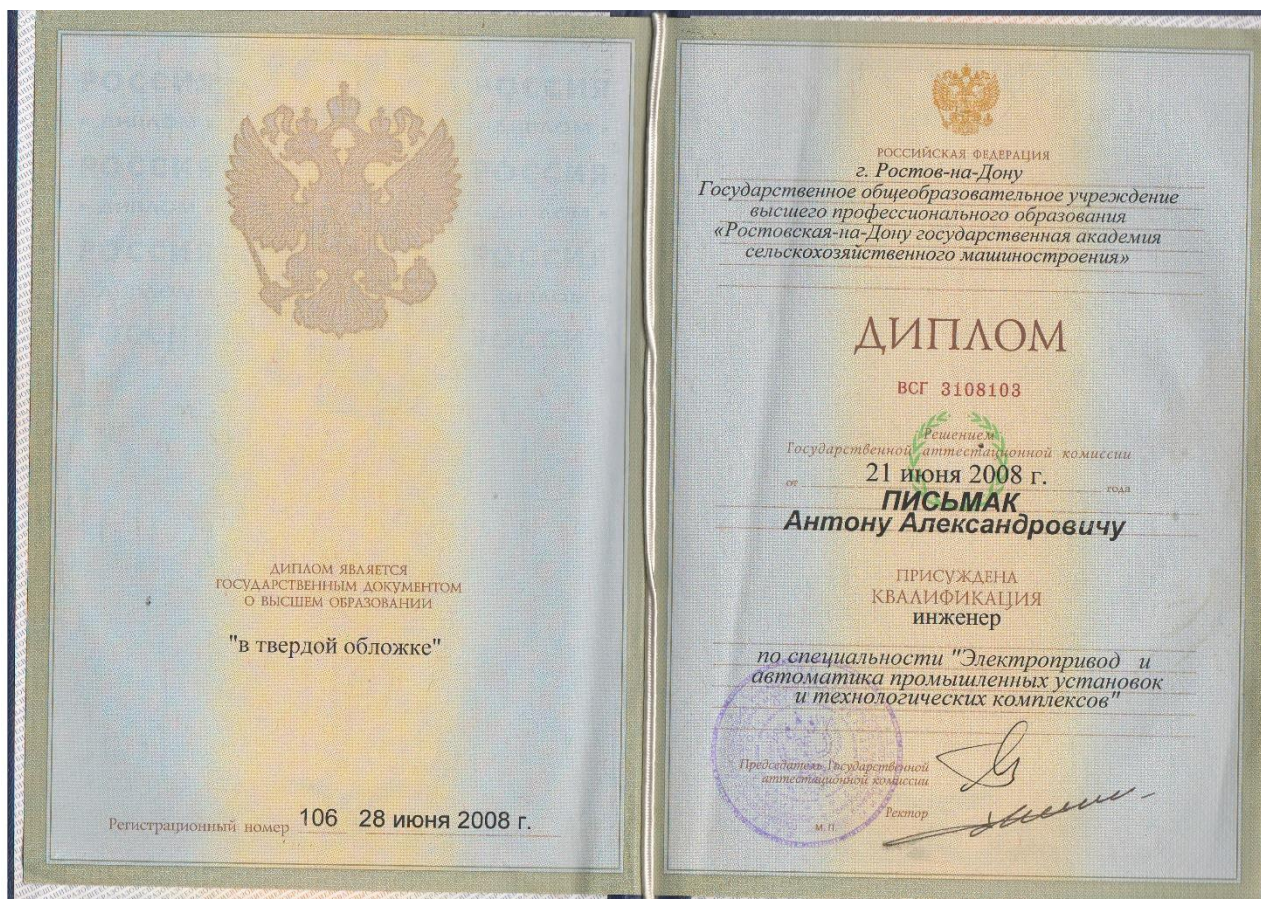 ДИПЛОМ ЯВЛЯЕТСЯ
ГОСУДАРСТВЕННЫМ ДОКУМЕНТОМ
О ВЫСШЕМ ОБРАЗОВАНИИ
"в твердой обложке"
Регистрационный номер 106 28 июня 2008 г.
РОССИЙСКАЯ ФЕДЕРАЦИЯ
г. Ростов-на-Дону
Государственное общеобразовательное учреждение
высшего профессионального образования
«Ростовская-на-Дону государственная академия
сельскохозяйственного машиностроения»
ДИПЛОМ
ВСГ 3108103
Решением
Государственной аттестационной комиссии
от 21 июня 2008 г. года
ПИСЬМАК
Антону Александровичу
ПРИСУЖДЕНА
КВАЛИФИКАЦИЯ
инженер
по специальности "Электропривод и
автоматика промышленных установок
и технологических комплексов"
Председатель Государственной
аттестационной комиссии
Ректор
М.П.